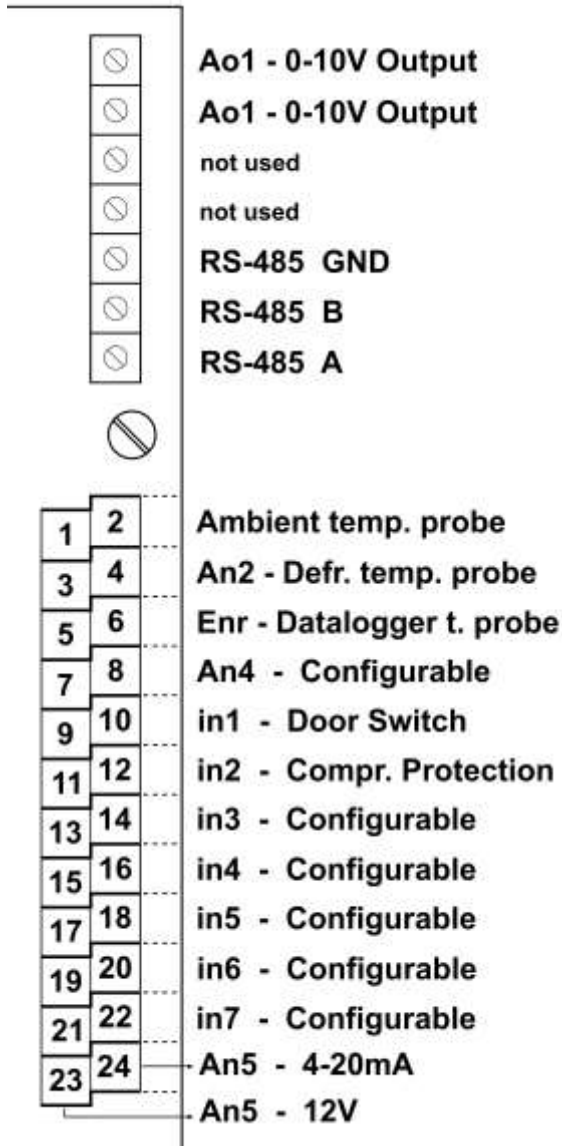 Ao1 - 0-10V Output
Ao1 - 0-10V Output
not used
not used
RS-485 GND
RS-485 B
RS-485 A
1 2 Ambient temp. probe
3 4 An2 - Defr. temp. probe
5 6 Enr - Datalogger t. probe
7 8 An4 - Configurable
9 10 in1 - Door Switch
11 12 in2 - Compr. Protection
13 14 in3 - Configurable
15 16 in4 - Configurable
17 18 in5 - Configurable
19 20 in6 - Configurable
21 22 in7 - Configurable
24 An5 - 4-20mA
23 An5 - 12V